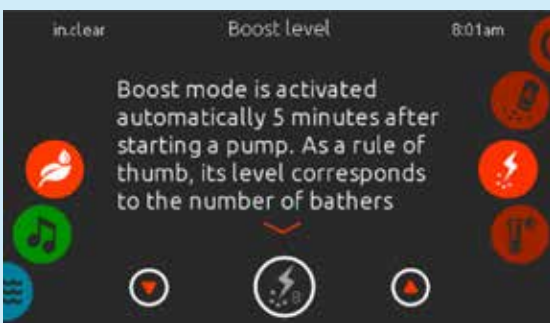 in.clear Boost level 8:01am
Boost mode is activated
automatically 5 minutes after
starting a pump. As a rule of
thumb, its level corresponds
to the number of bathers
8